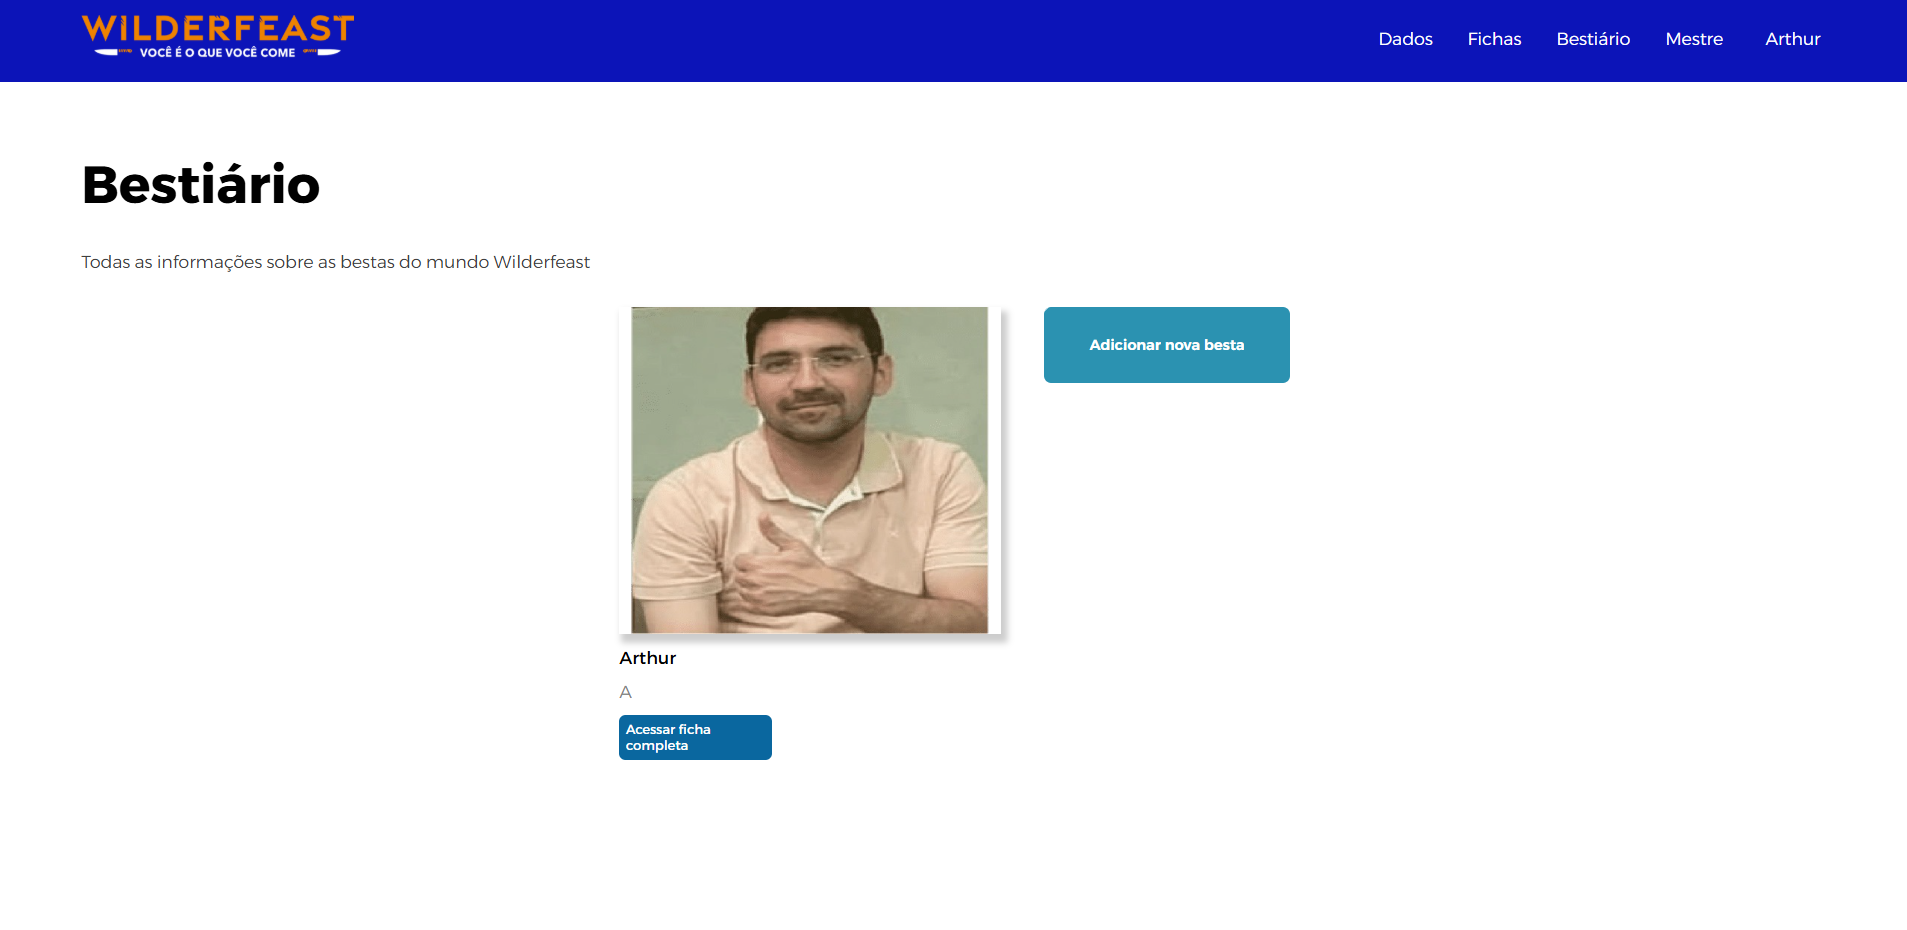 WILDERFEAST
VOCÊ É O QUE VOCÊ COME
Dados Fichas Bestiário Mestre Arthur
Bestiário
Todas as informações sobre as bestas do mundo Wilderfeast
Adicionar nova besta
Arthur
A
Acessar ficha
completa